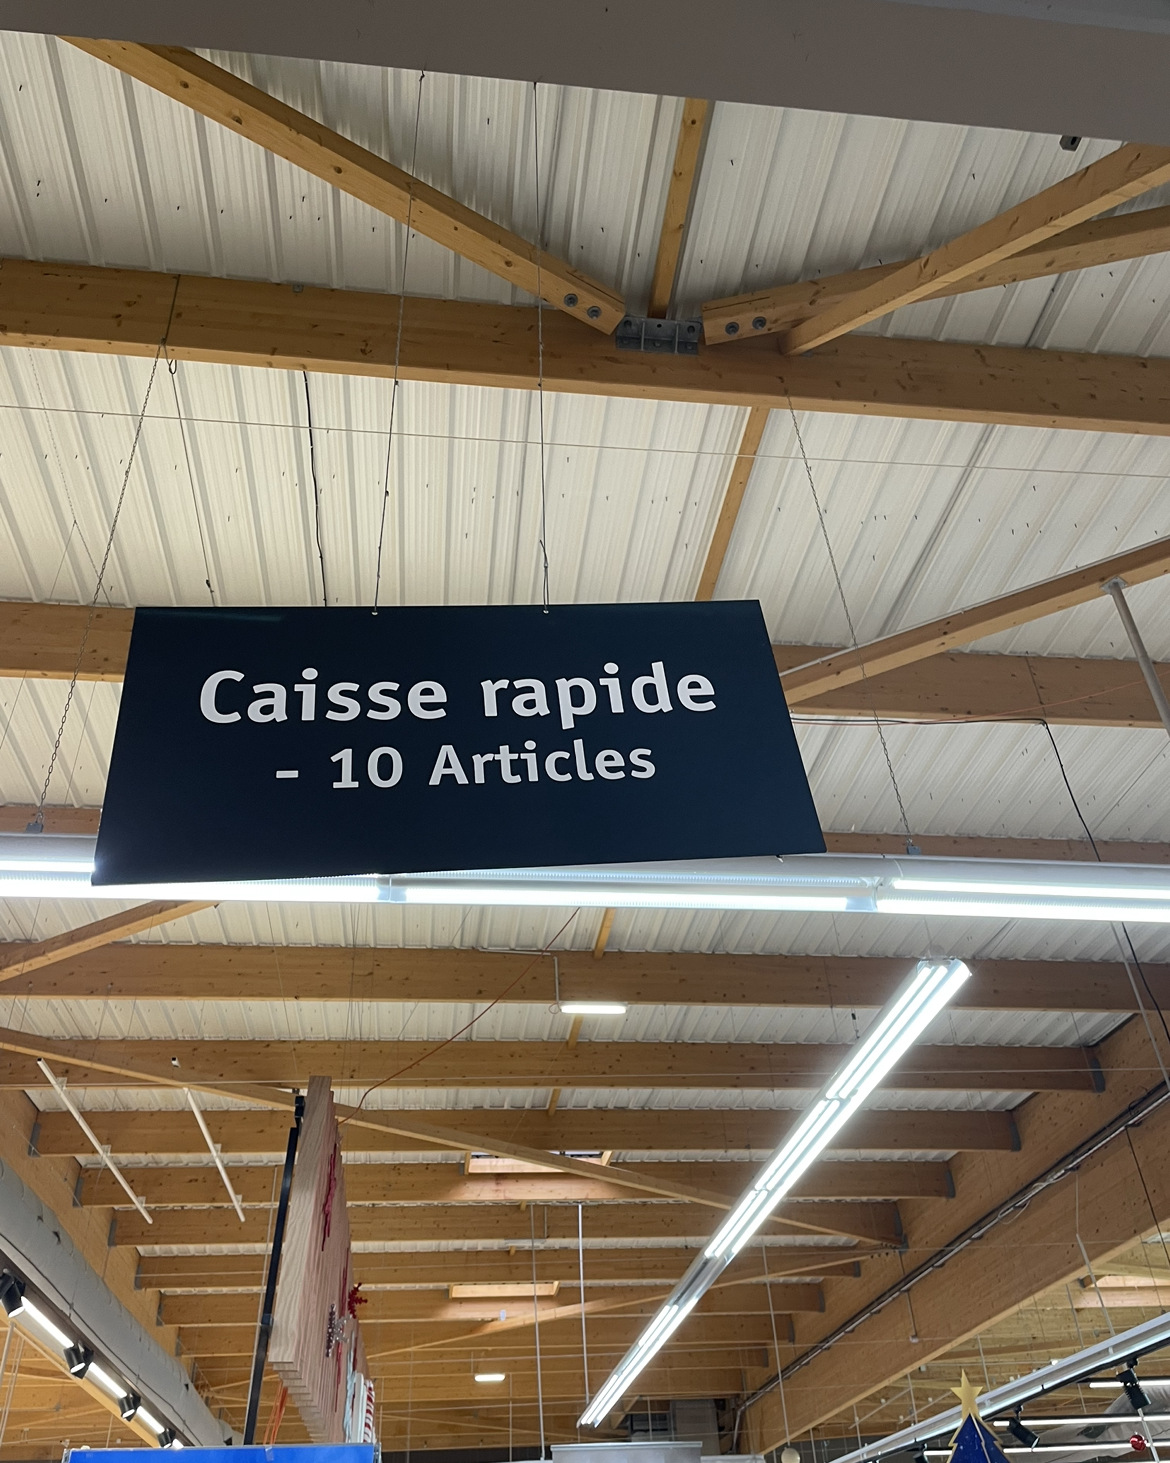 Caisse rapide
- 10 Articles